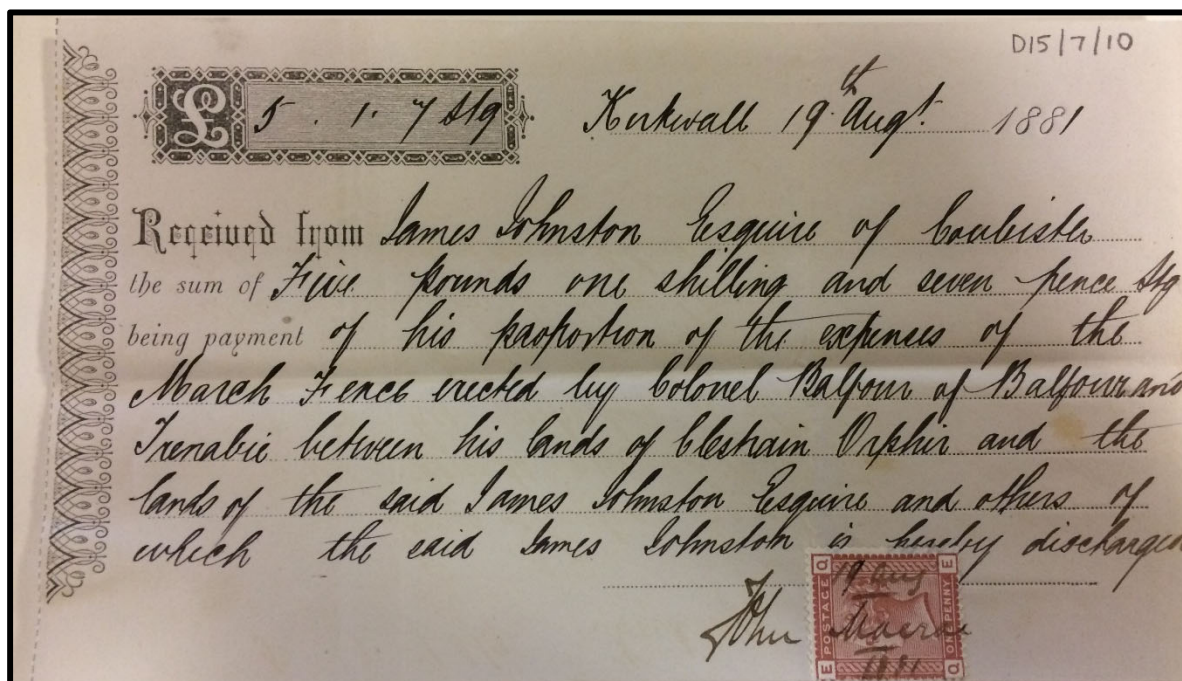 D15/7/10
£ 5 . 1 . 7 Stg Kirkwall 19th Augt. 1881
Received from James Johnston Esquire of Coubister
the sum of Five pounds one shilling and seven pence Stg
being payment of his proportion of the expenses of the
March Fence erected by Colonel Balfour of Balfour and
Trenabie between his lands of Clestrain Orphir and the
lands of the said James Johnston Esquire and others of
which the said James Johnston is hereby discharged
John Macrae
19 Aug
1881
Q E
POSTAGE ONE PENNY
E Q